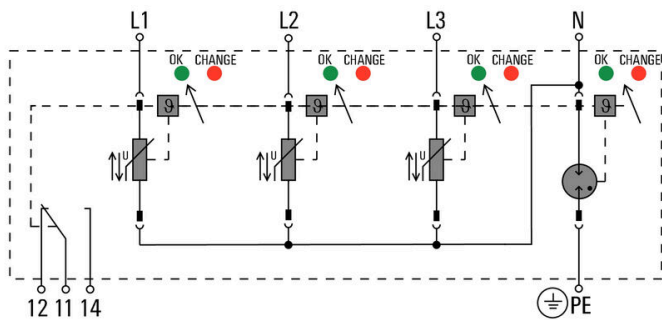 L1 L2 L3 N
OK CHANGE OK CHANGE OK CHANGE OK CHANGE
ϑ ϑ ϑ ϑ
U U U
12 11 14 PE